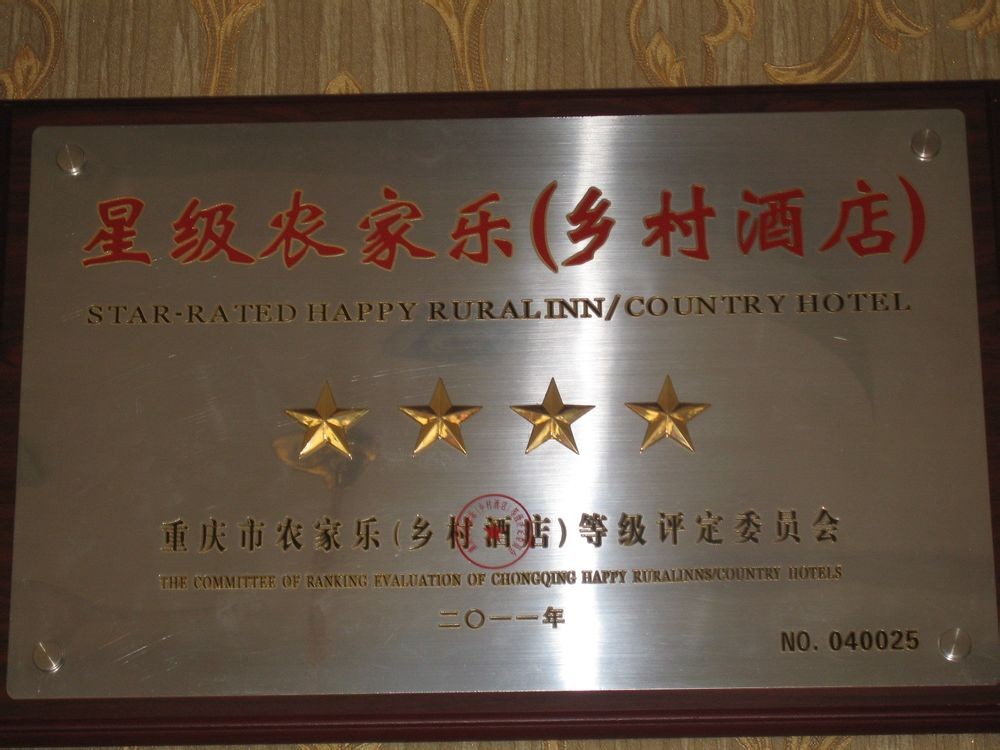 星级农家乐(乡村酒店)
STAR-RATED HAPPY RURALINN/COUNTRY HOTEL
重庆市农家乐(乡村酒店)等级评定委员会
THE COMMITTEE OF RANKING EVALUATION OF CHONGQING HAPPY RURALINNS/COUNTRY HOTELS
二〇一一年
NO. 040025